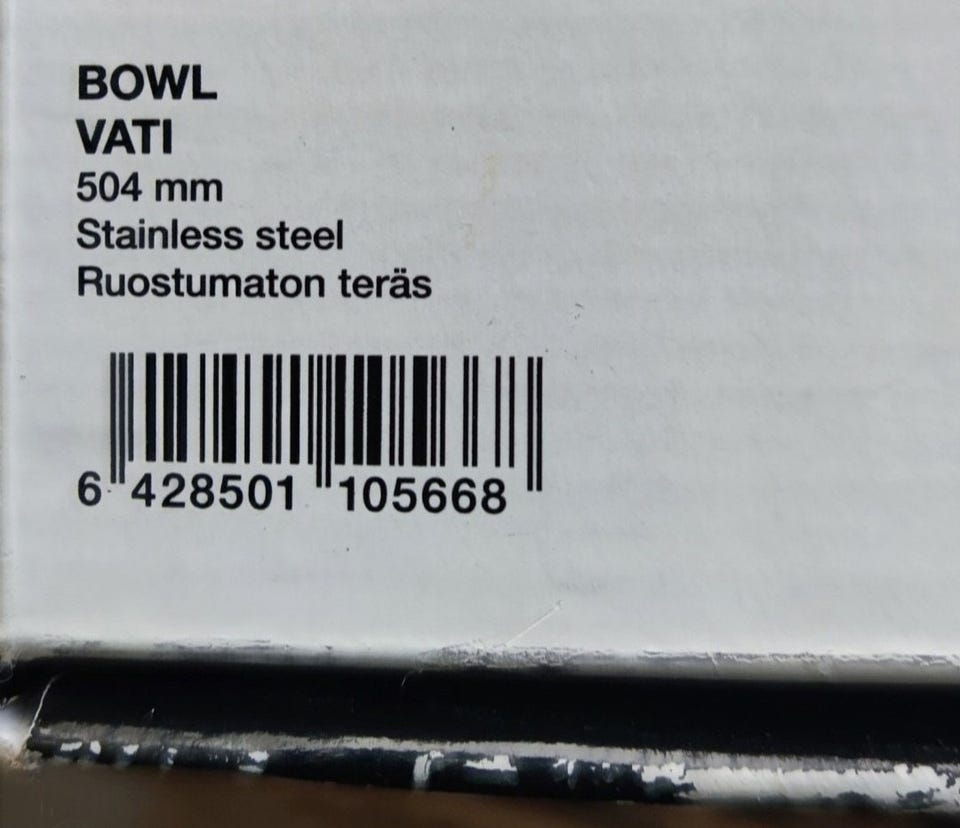 BOWL
VATI
504 mm
Stainless steel
Ruostumaton teräs
6 428501 105668